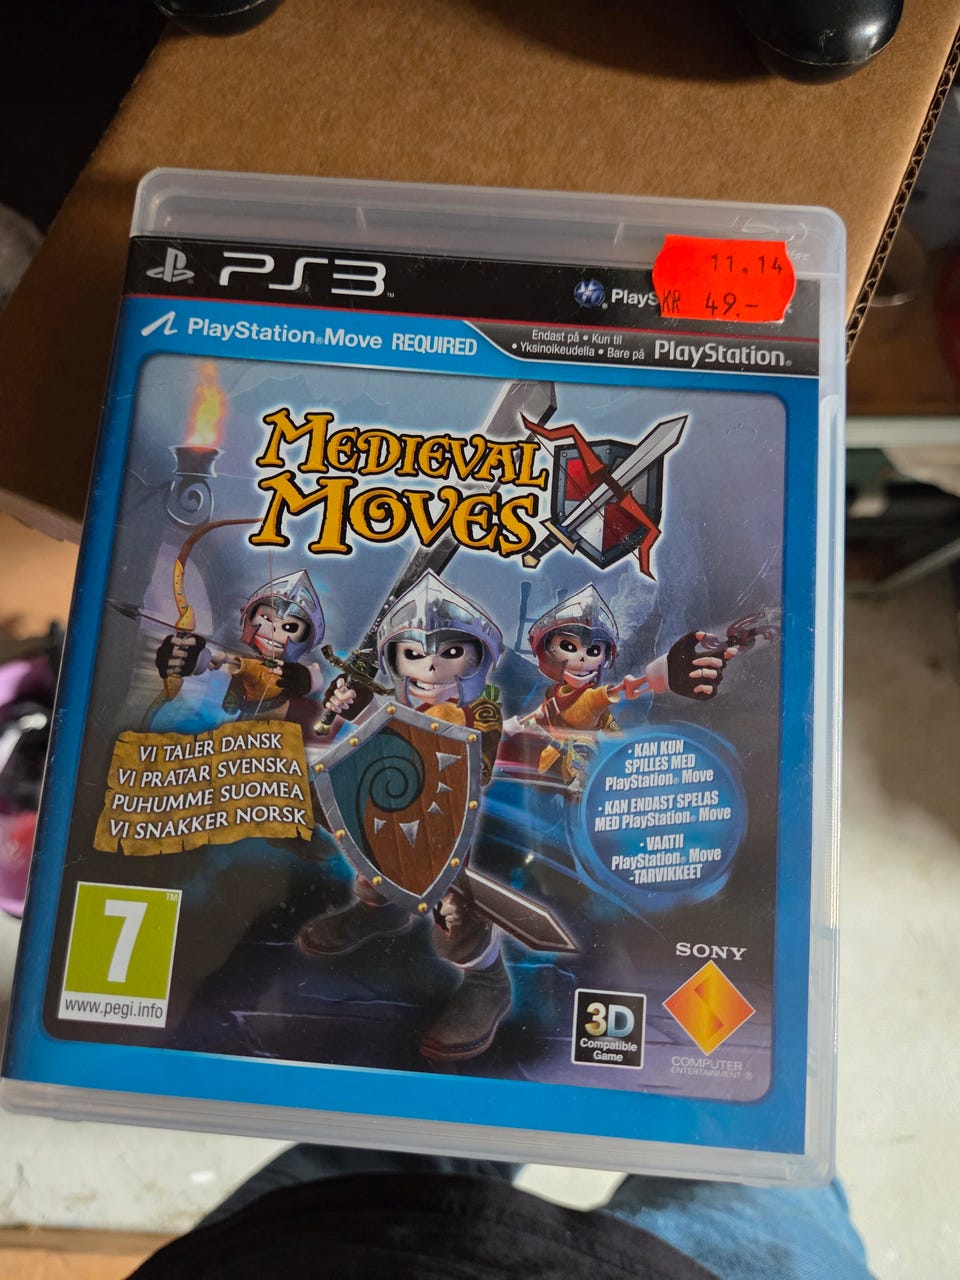 PS3™
PlayS
11.14
KR 49.-
PlayStation®Move REQUIRED
Endast på • Kun til
• Yksinoikeudella • Bare på
PlayStation®
MEDIEVAL
MOVES
VI TALER DANSK
VI PRATAR SVENSKA
PUHUMME SUOMEA
VI SNAKKER NORSK
• KAN KUN
SPILLES MED
PlayStation® Move
• KAN ENDAST SPELAS
MED PlayStation® Move
• VAATII
PlayStation® Move
-TARVIKKEET
7™
www.pegi.info
3D
Compatible
Game
SONY
COMPUTER
ENTERTAINMENT®